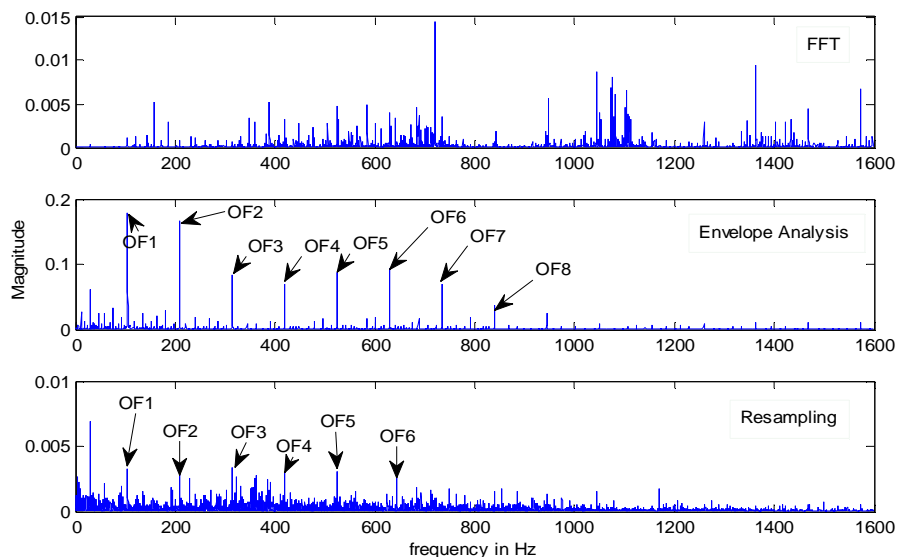 0.015
0.01
0.005
0
FFT
0 200 400 600 800 1000 1200 1400 1600
Magnitude
0.2
0.1
0
OF1
OF2
OF3
OF4
OF5
OF6
OF7
OF8
Envelope Analysis
0 200 400 600 800 1000 1200 1400 1600
0.01
0.005
0
OF1
OF2
OF3
OF4
OF5
OF6
Resampling
0 200 400 600 800 1000 1200 1400 1600
frequency in Hz